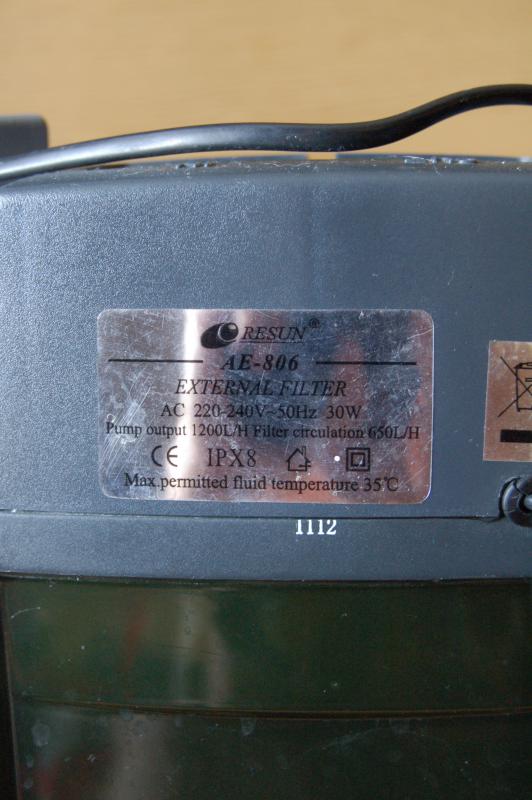 RESUN®
AE-806
EXTERNAL FILTER
AC 220-240V~50Hz 30W
Pump output 1200L/H Filter circulation 650L/H
CE IPX8
Max.permitted fluid temperature 35℃
1112